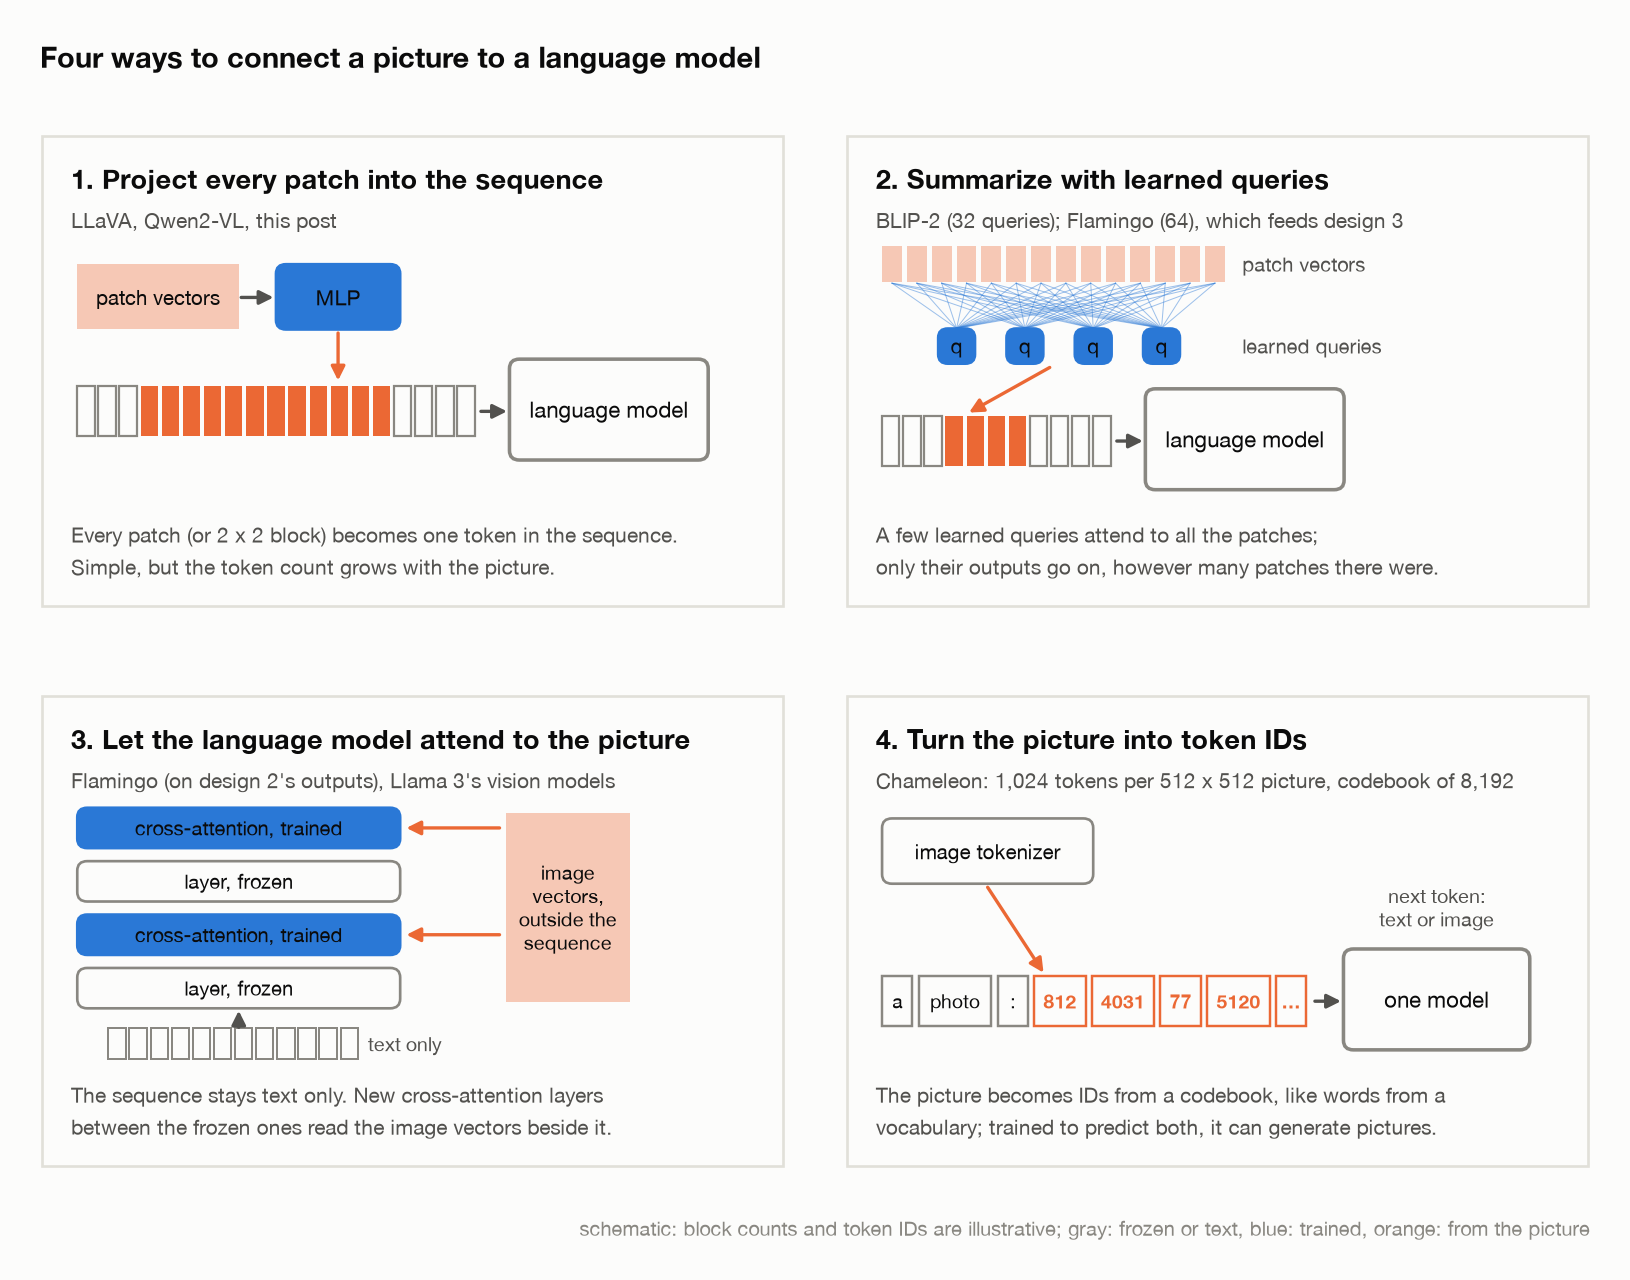 Four ways to connect a picture to a language model
1. Project every patch into the sequence
LLaVA, Qwen2-VL, this post
patch vectors
MLP
language model
Every patch (or 2 x 2 block) becomes one token in the sequence.
Simple, but the token count grows with the picture.
2. Summarize with learned queries
BLIP-2 (32 queries); Flamingo (64), which feeds design 3
patch vectors
q q q q
learned queries
language model
A few learned queries attend to all the patches;
only their outputs go on, however many patches there were.
3. Let the language model attend to the picture
Flamingo (on design 2's outputs), Llama 3's vision models
cross-attention, trained
layer, frozen
cross-attention, trained
layer, frozen
image
vectors,
outside the
sequence
text only
The sequence stays text only. New cross-attention layers
between the frozen ones read the image vectors beside it.
4. Turn the picture into token IDs
Chameleon: 1,024 tokens per 512 x 512 picture, codebook of 8,192
image tokenizer
next token:
text or image
a photo : 812 4031 77 5120 ...
one model
The picture becomes IDs from a codebook, like words from a
vocabulary; trained to predict both, it can generate pictures.
schematic: block counts and token IDs are illustrative; gray: frozen or text, blue: trained, orange: from the picture